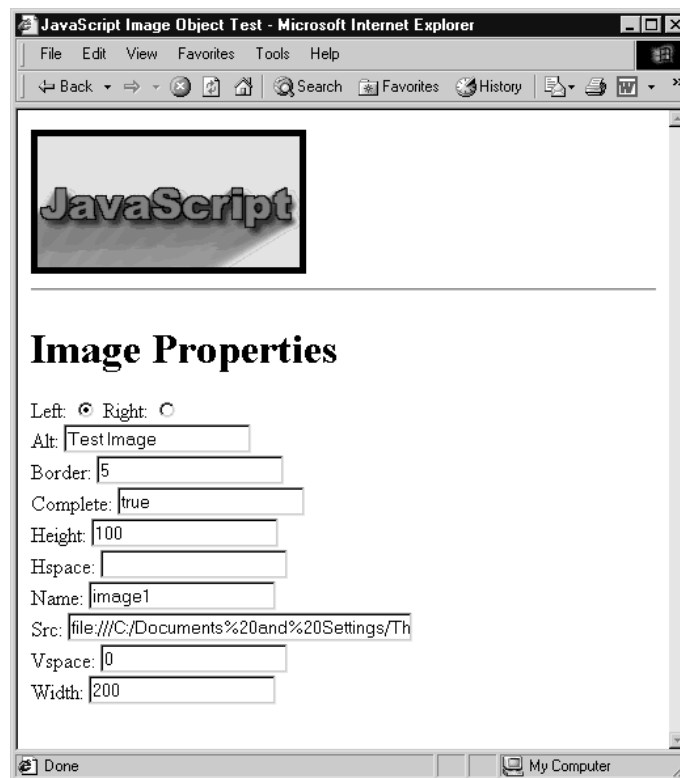 JavaScript Image Object Test - Microsoft Internet Explorer
File Edit View Favorites Tools Help
Back Search Favorites History »
JavaScript
Image Properties
Left: Right:
Alt: Test Image
Border: 5
Complete: true
Height: 100
Hspace:
Name: image1
Src: file:///C:/Documents%20and%20Settings/Th
Vspace: 0
Width: 200
Done My Computer